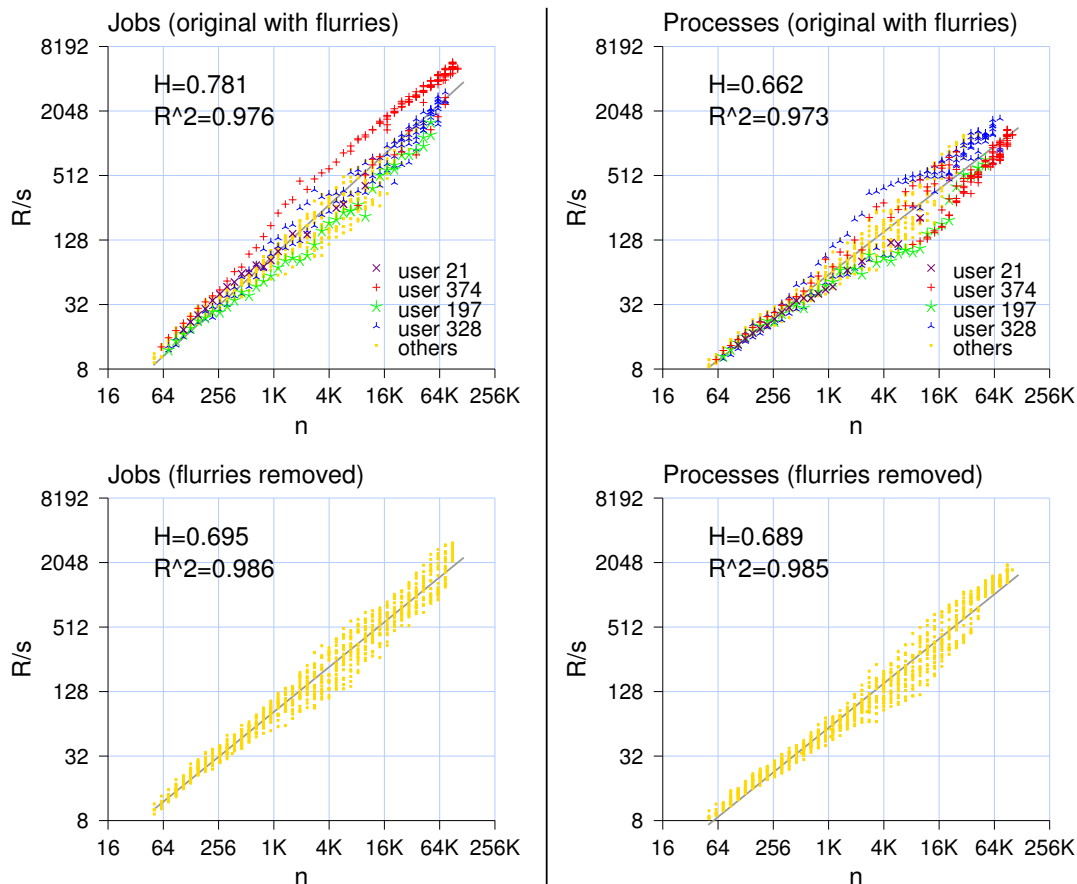 Jobs (original with flurries)
8192
2048
512
128
32
8
R/s
H=0.781
R^2=0.976
user 21
user 374
user 197
user 328
others
16
64
256
1K
4K
16K
64K
256K
n
Processes (original with flurries)
8192
2048
512
128
32
8
R/s
H=0.662
R^2=0.973
user 21
user 374
user 197
user 328
others
16
64
256
1K
4K
16K
64K
256K
n
Jobs (flurries removed)
8192
2048
512
128
32
8
R/s
H=0.695
R^2=0.986
16
64
256
1K
4K
16K
64K
256K
n
Processes (flurries removed)
8192
2048
512
128
32
8
R/s
H=0.689
R^2=0.985
16
64
256
1K
4K
16K
64K
256K
n